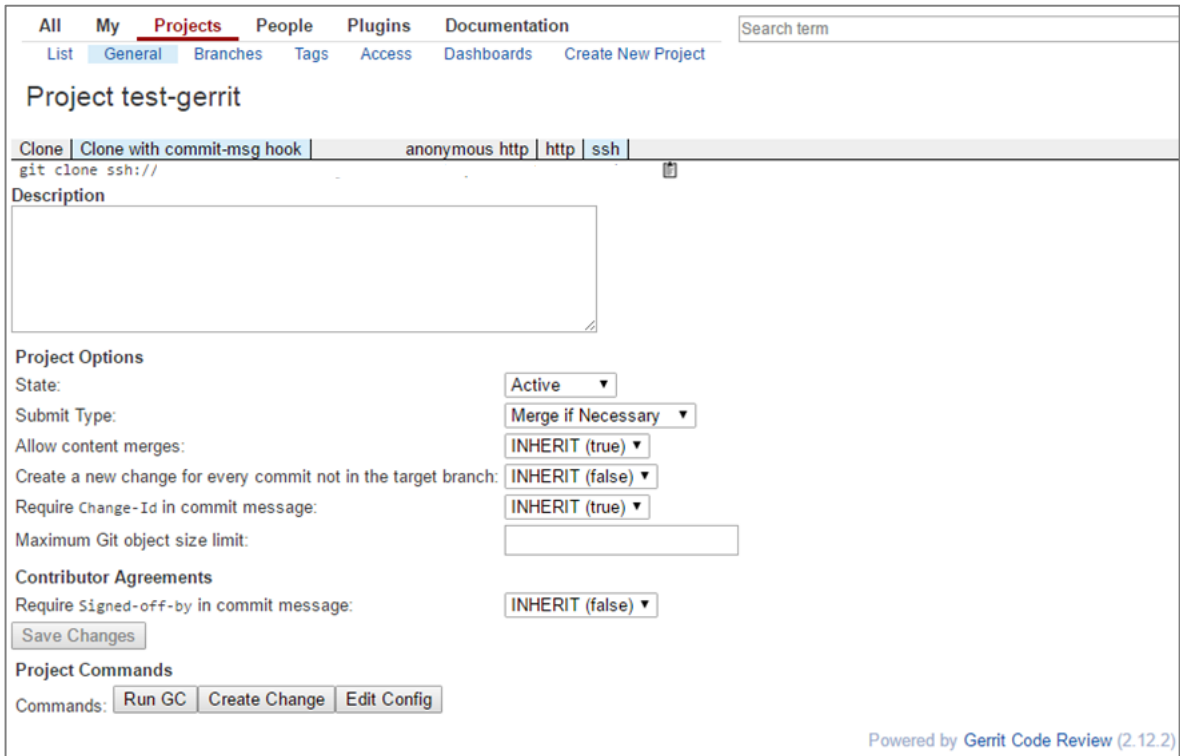 All My Projects People Plugins Documentation Search term
List General Branches Tags Access Dashboards Create New Project
Project test-gerrit
Clone Clone with commit-msg hook anonymous http http ssh
git clone ssh://
Description
Project Options
State: Active
Submit Type: Merge if Necessary
Allow content merges: INHERIT (true)
Create a new change for every commit not in the target branch: INHERIT (false)
Require Change-Id in commit message: INHERIT (true)
Maximum Git object size limit:
Contributor Agreements
Require Signed-off-by in commit message: INHERIT (false)
Save Changes
Project Commands
Commands: Run GC Create Change Edit Config
Powered by Gerrit Code Review (2.12.2)